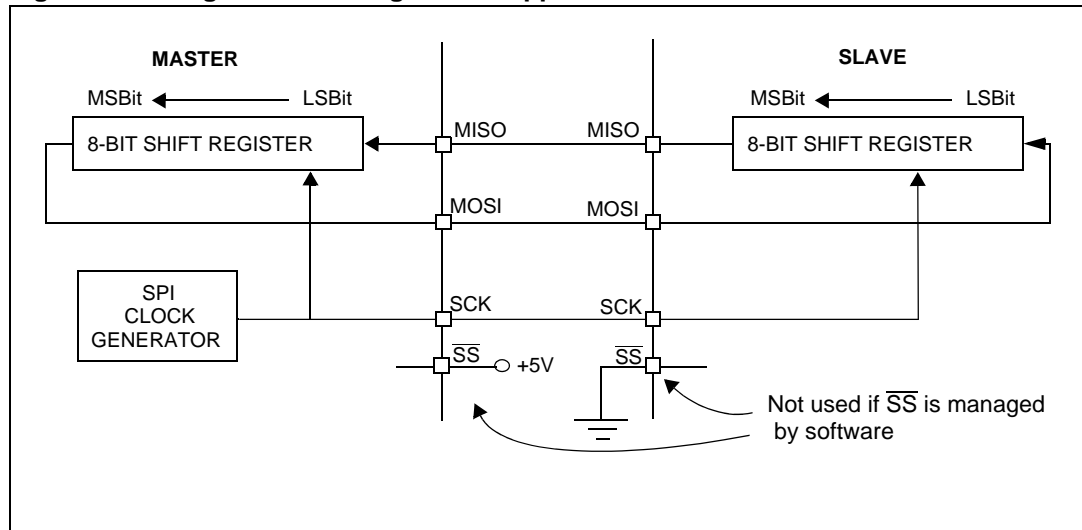 MASTER
SLAVE
MSBit
LSBit
MSBit
LSBit
8-BIT SHIFT REGISTER
MISO
MISO
8-BIT SHIFT REGISTER
MOSI
MOSI
SPI
CLOCK
GENERATOR
SCK
SCK
SS
+5V
SS
Not used if SS is managed
by software